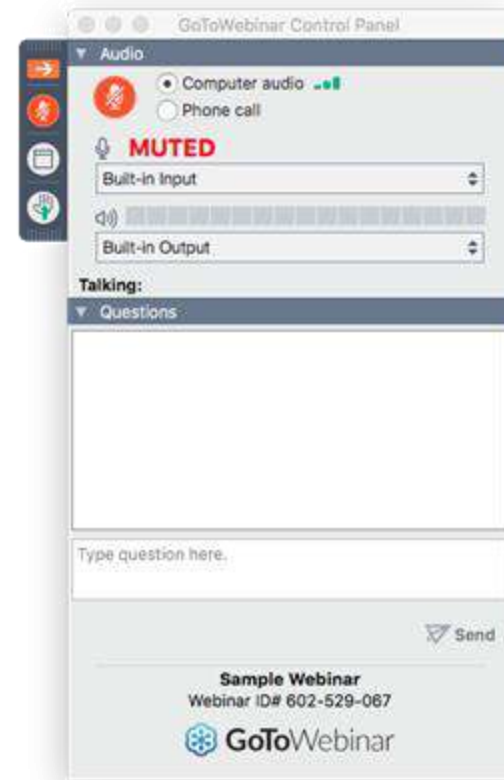 GoToWebinar Control Panel
Audio
Computer audio
Phone call
MUTED
Built-in Input
Built-in Output
Talking:
Questions
Type question here.
Send
Sample Webinar
Webinar ID# 602-529-067
GoToWebinar